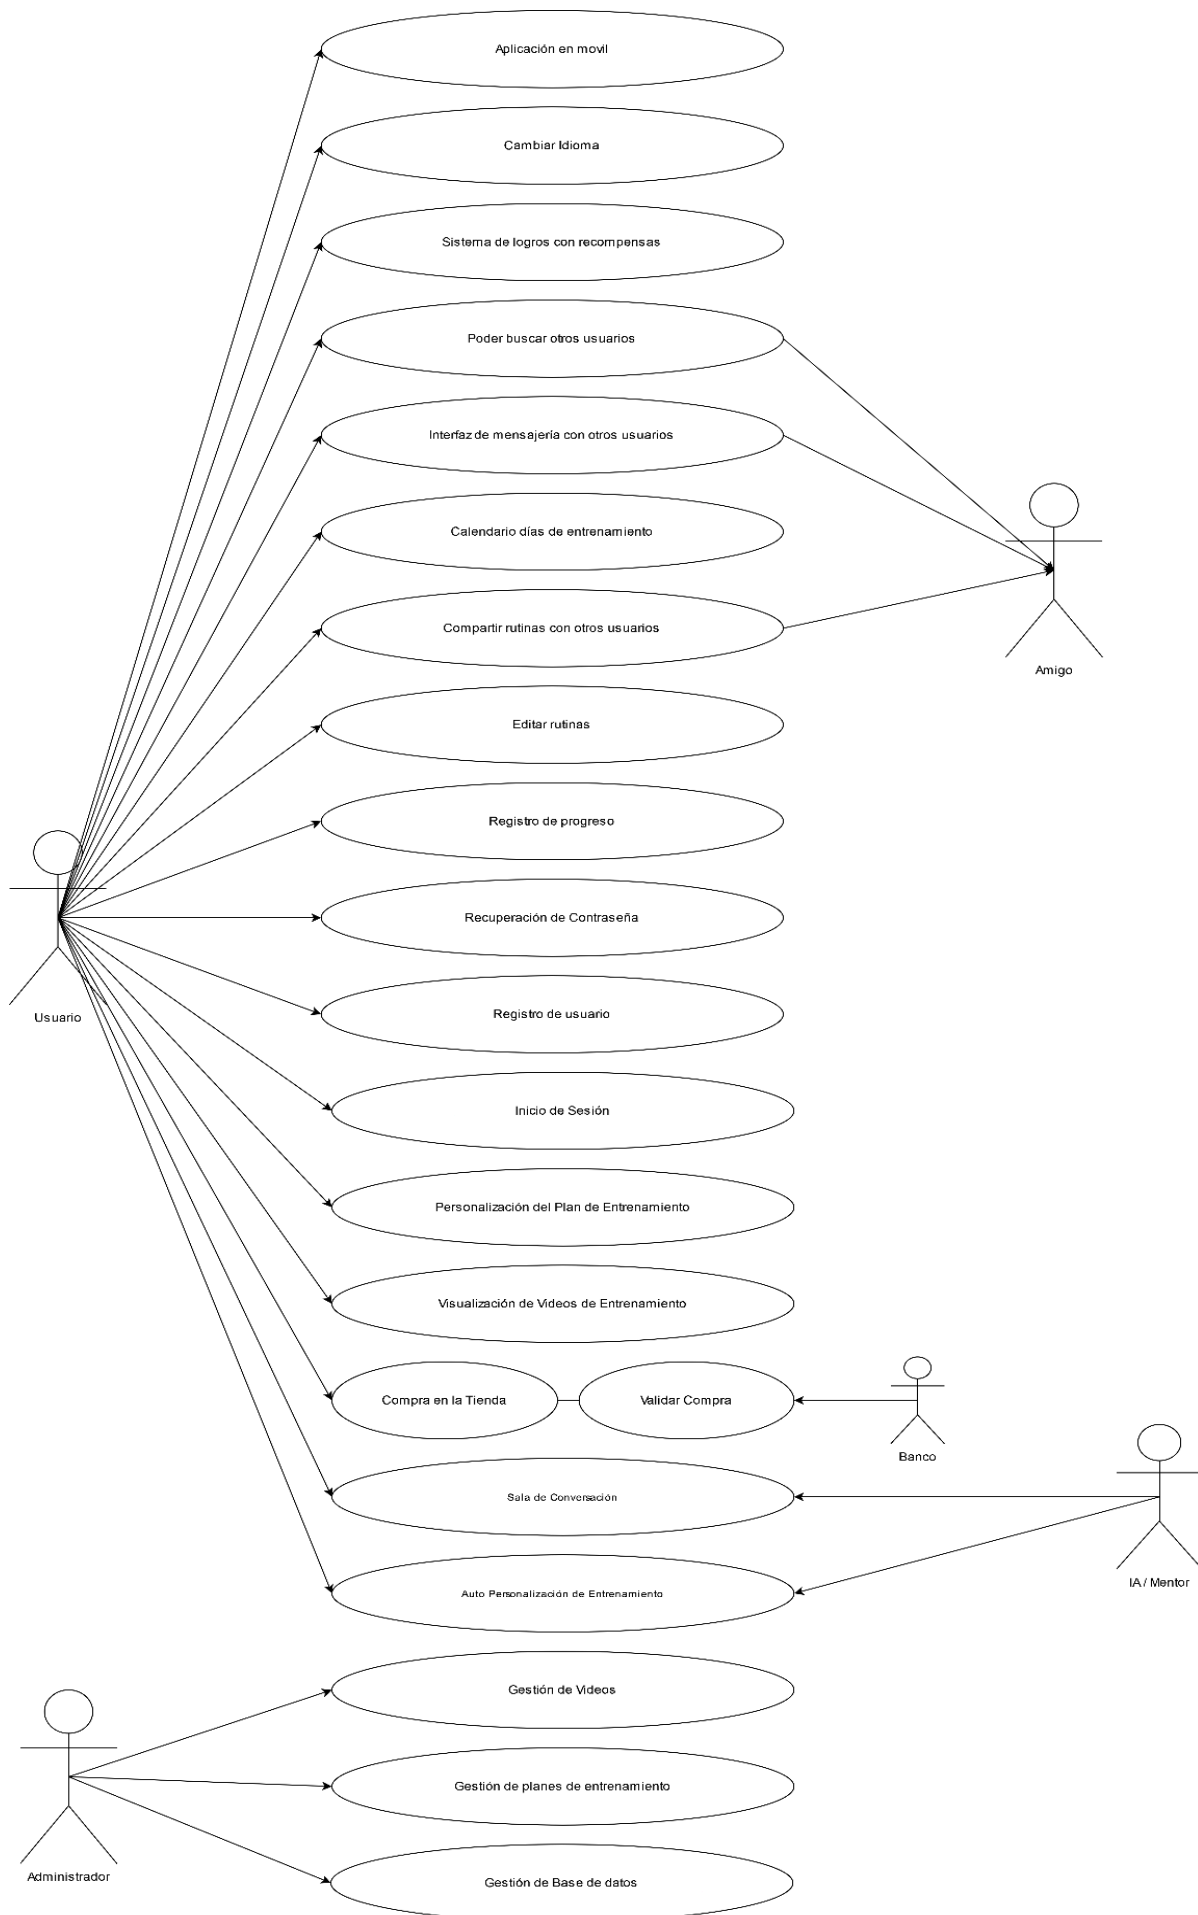 Aplicación en movil
Cambiar Idioma
Sistema de logros con recompensas
Poder buscar otros usuarios
Interfaz de mensajería con otros usuarios
Calendario días de entrenamiento
Compartir rutinas con otros usuarios
Amigo
Editar rutinas
Registro de progreso
Recuperación de Contraseña
Registro de usuario
Usuario
Inicio de Sesión
Personalización del Plan de Entrenamiento
Visualización de Videos de Entrenamiento
Compra en la Tienda
Validar Compra
Banco
Sala de Conversación
IA / Mentor
Auto Personalización de Entrenamiento
Gestión de Videos
Gestión de planes de entrenamiento
Administrador
Gestión de Base de datos